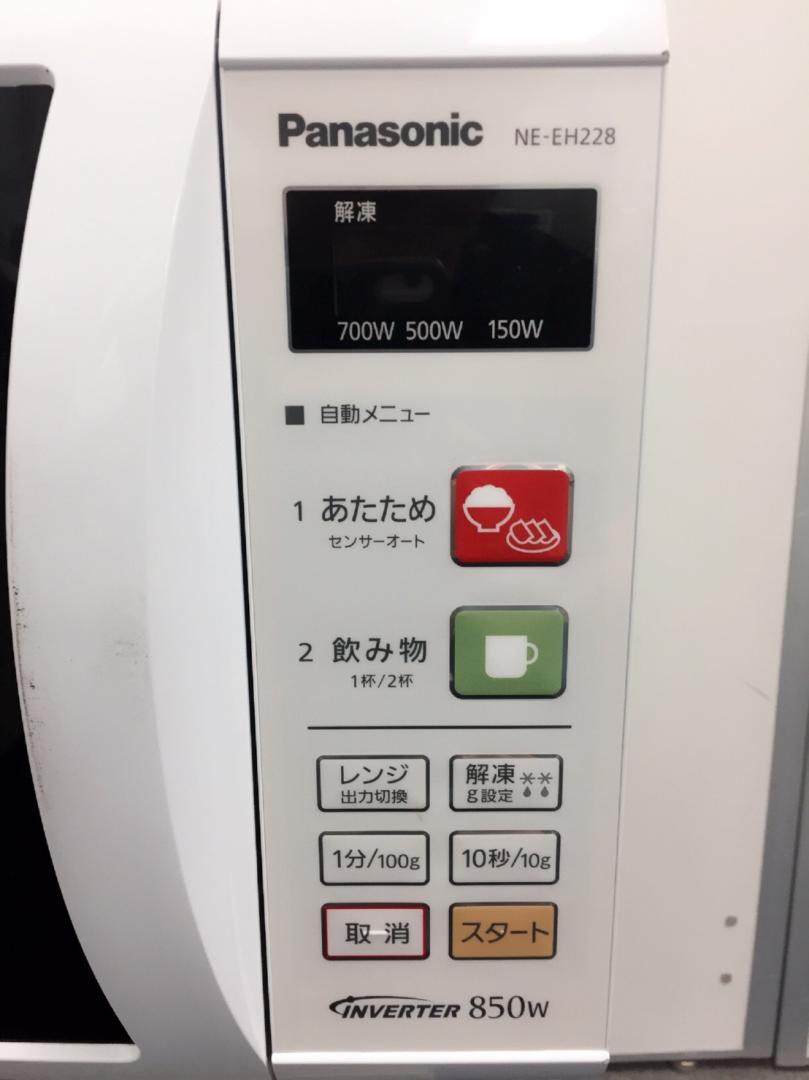 Panasonic NE-EH228
解凍
700W 500W 150W
■ 自動メニュー
1 あたため
センサーオート
2 飲み物
1杯/2杯
レンジ
出力切換
解凍
g設定
1分/100g
10秒/10g
取消
スタート
INVERTER 850W